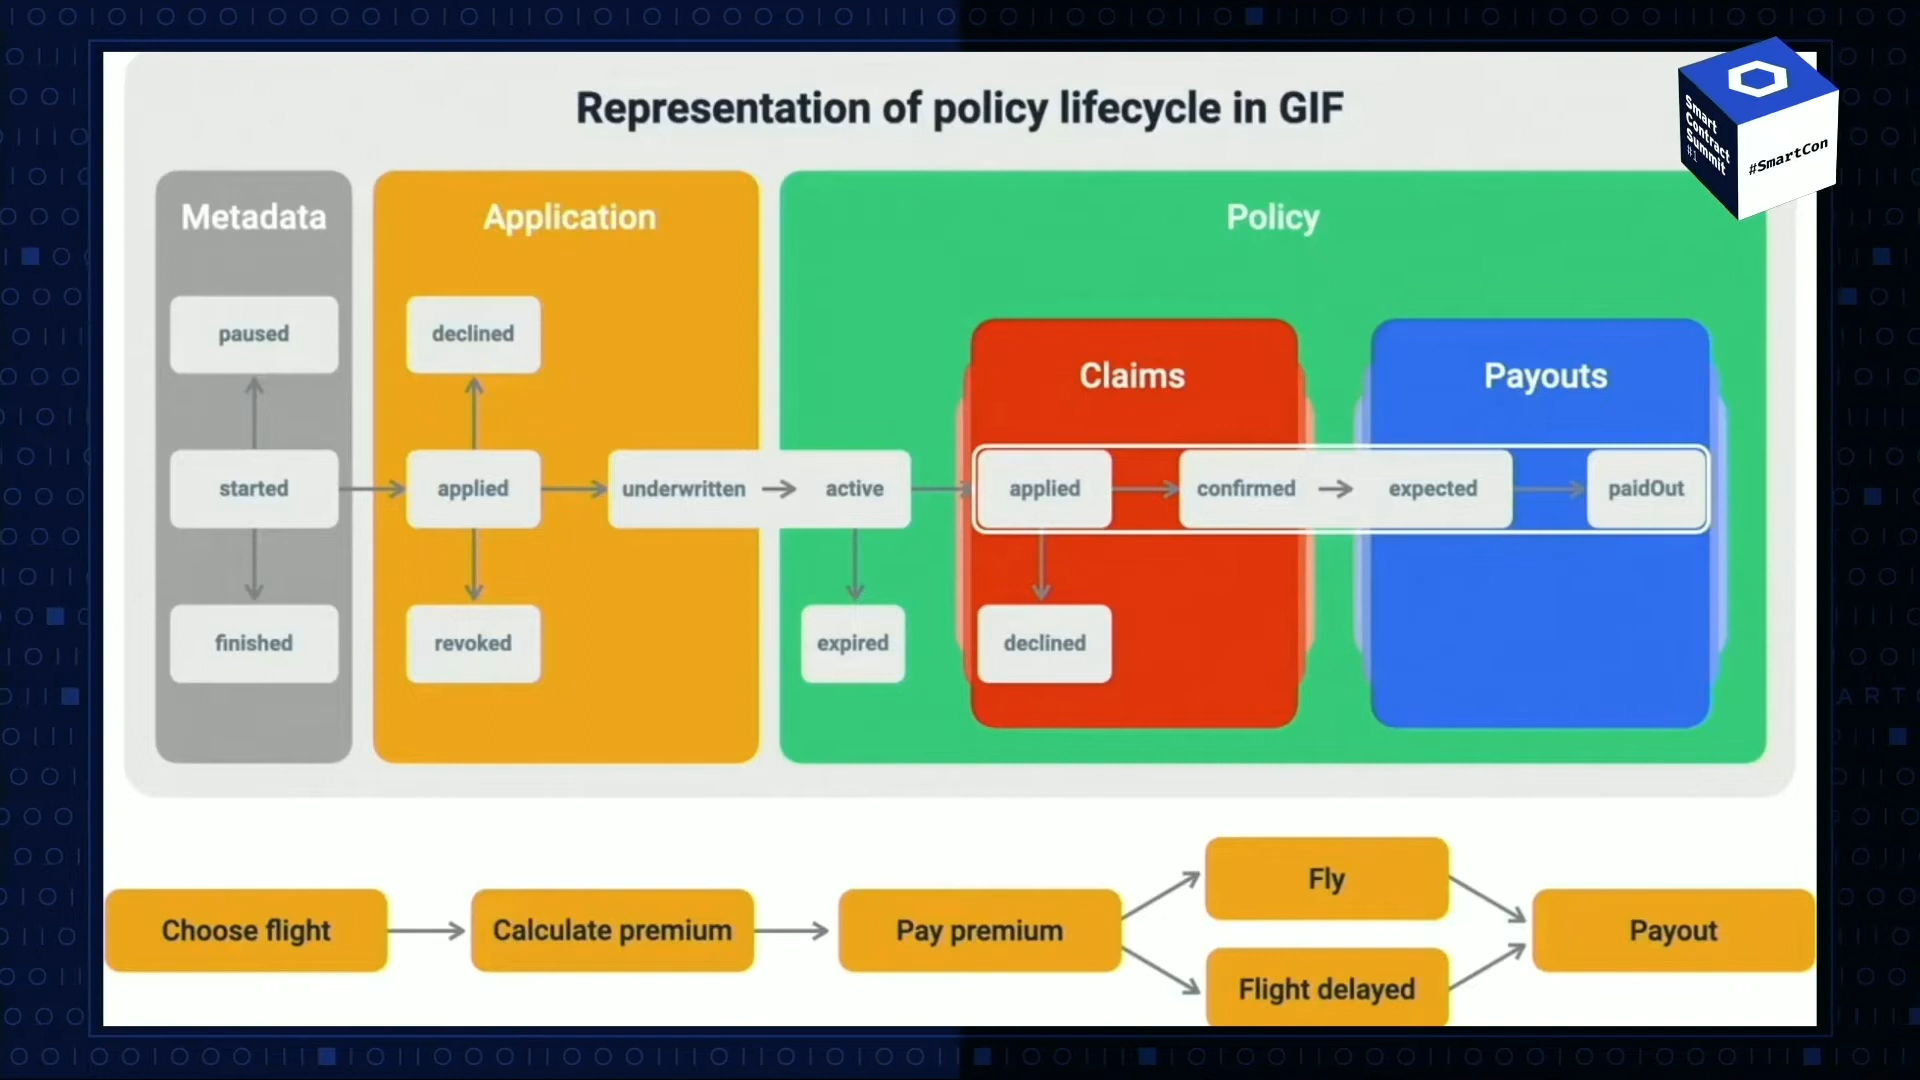 Representation of policy lifecycle in GIF
Smart
Contract
Summit
#1
#SmartCon
Metadata
Application
Policy
paused
declined
Claims
Payouts
started
applied
underwritten
active
applied
confirmed
expected
paidOut
finished
revoked
expired
declined
Choose flight
Calculate premium
Pay premium
Fly
Flight delayed
Payout